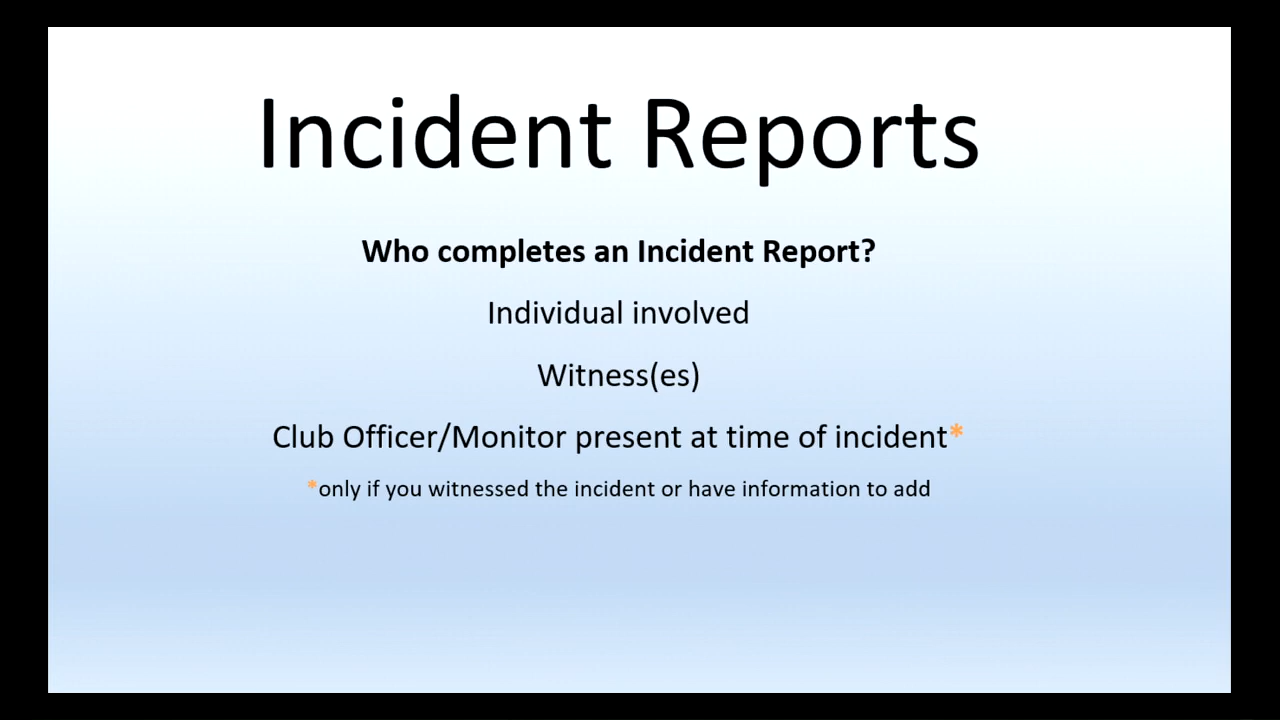 Incident Reports
Who completes an Incident Report?
Individual involved
Witness(es)
Club Officer/Monitor present at time of incident*
*only if you witnessed the incident or have information to add